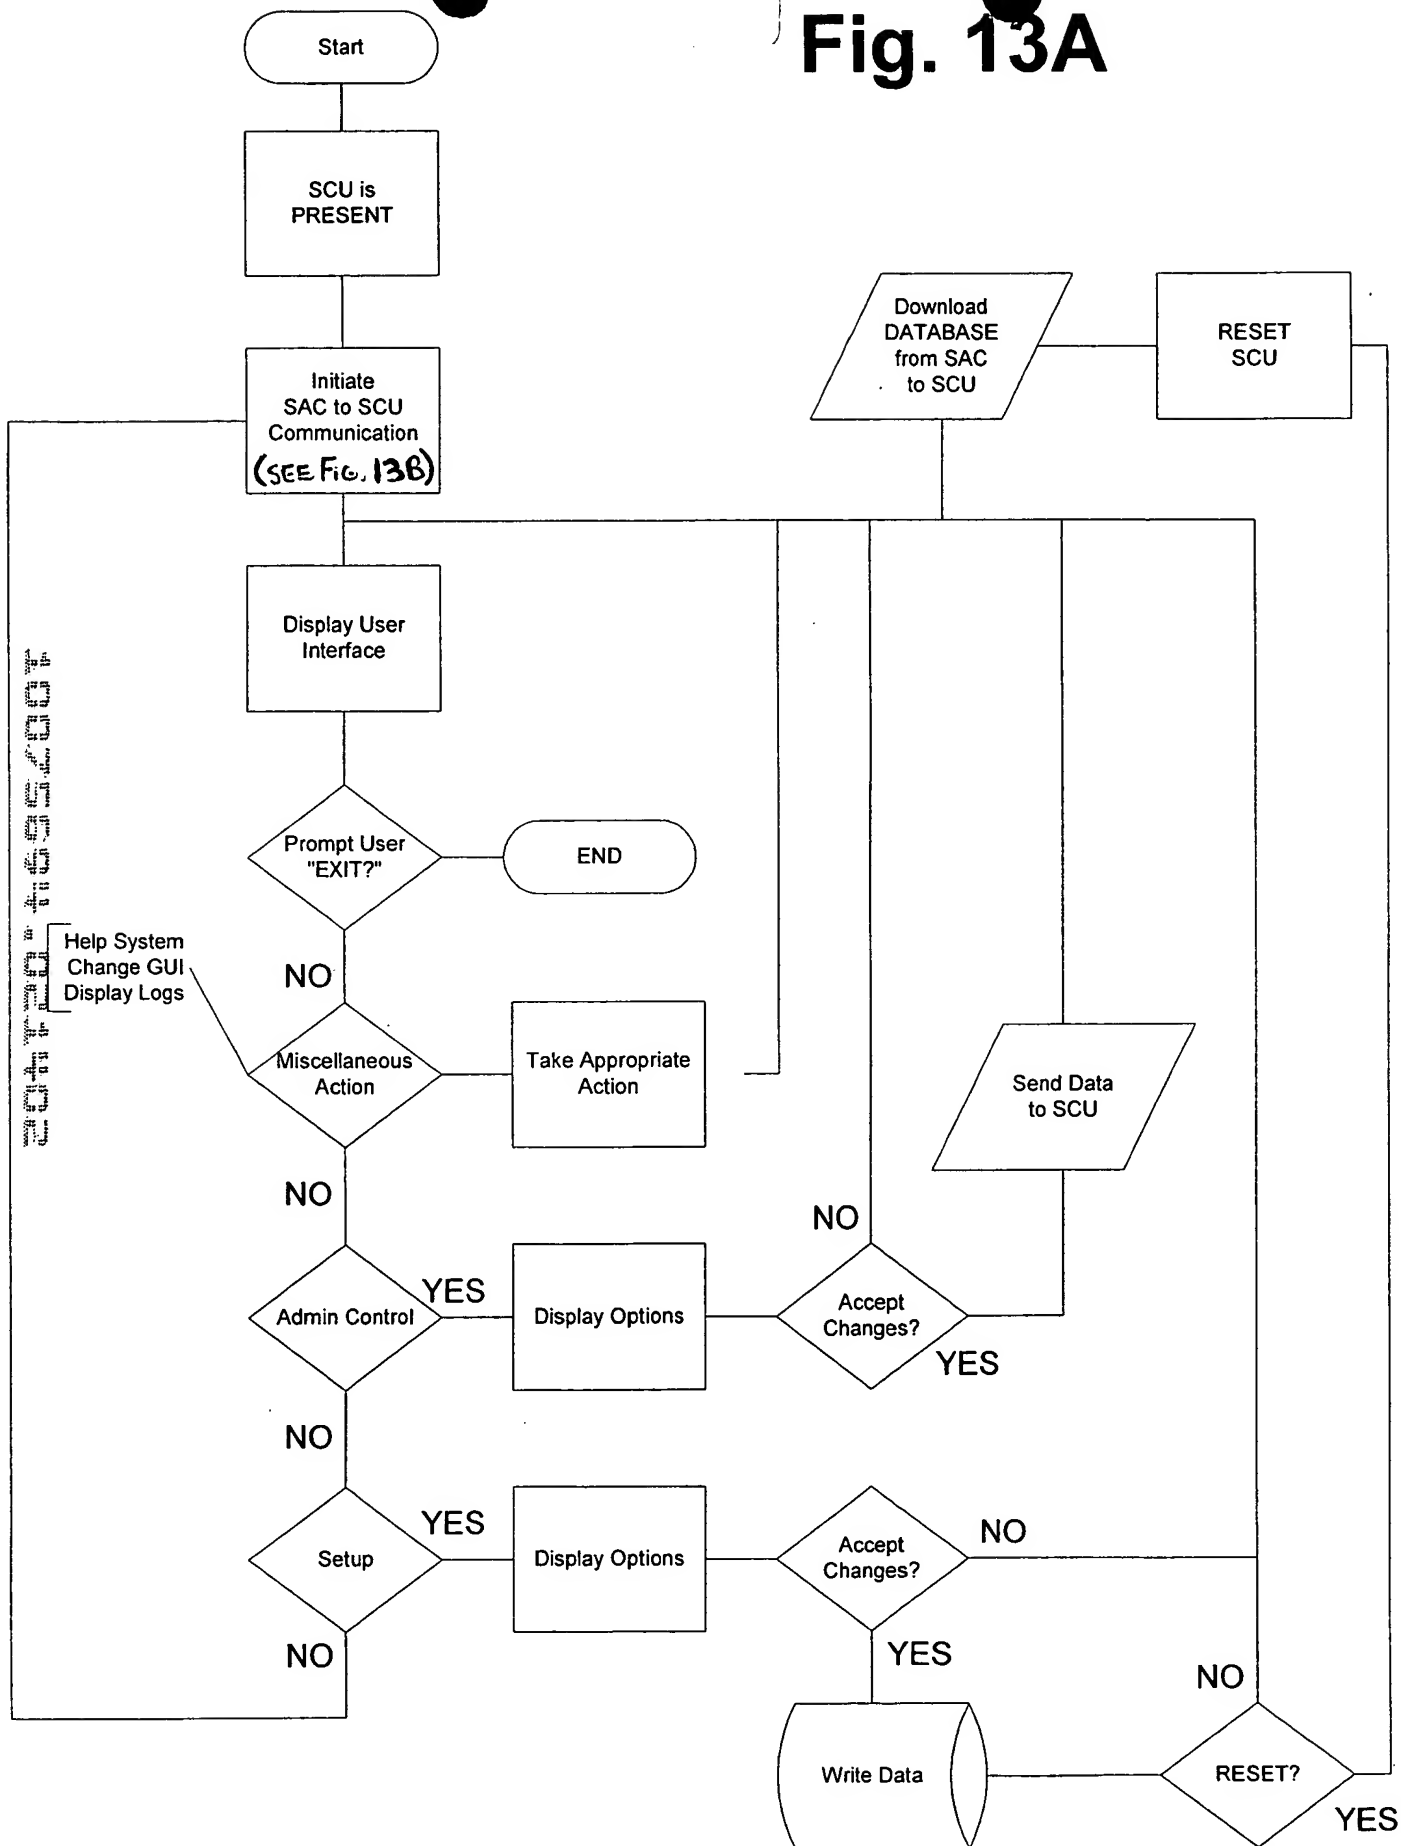 Fig. 13A
Start
SCU is
PRESENT
Download
DATABASE
from SAC
to SCU
RESET
SCU
Initiate
SAC to SCU
Communication
(SEE FIG. 13B)
Display User
Interface
Prompt User
"EXIT?"
END
NO
Help System
Change GUI
Display Logs
Miscellaneous
Action
Take Appropriate
Action
Send Data
to SCU
NO
NO
Admin Control
YES
Display Options
Accept
Changes?
YES
NO
Setup
YES
Display Options
Accept
Changes?
NO
NO
YES
NO
Write Data
RESET?
YES